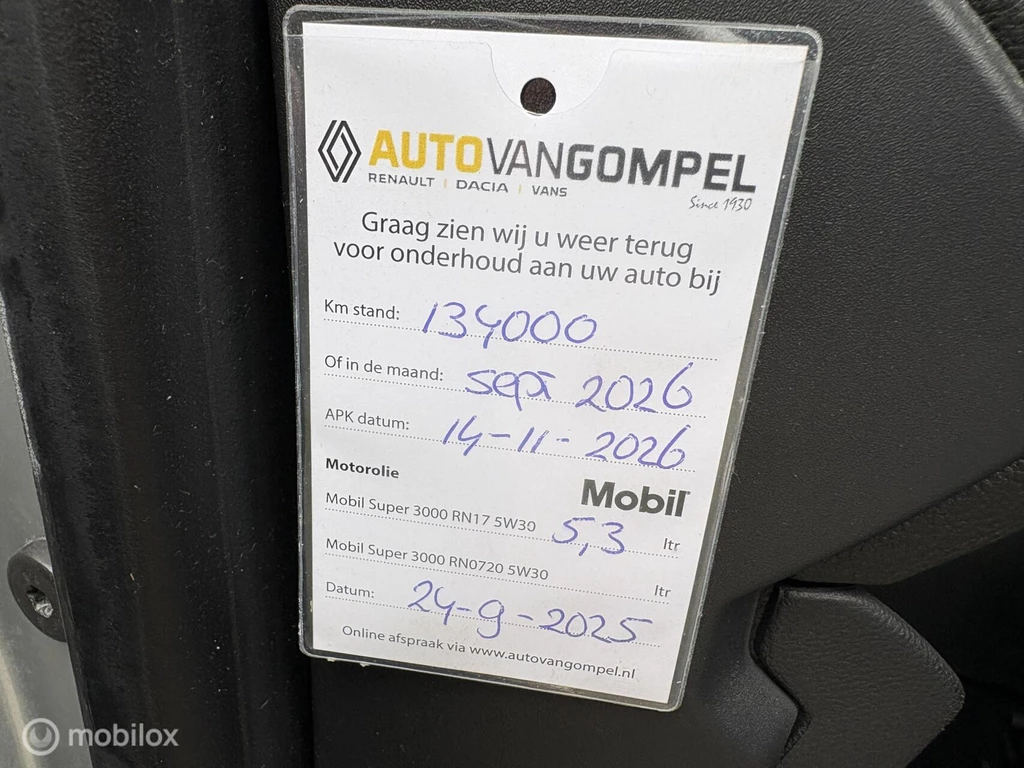 AUTOVANGOMPEL
RENAULT | DACIA | VANS
Since 1930
Graag zien wij u weer terug
voor onderhoud aan uw auto bij
Km stand: 134000
Of in de maand: sept 2026
APK datum: 14-11-2026
Motorolie
Mobil
Mobil Super 3000 RN17 5W30 5,3 ltr
Mobil Super 3000 RN0720 5W30 ltr
Datum: 24-9-2025
Online afspraak via www.autovangompel.nl
mobilox